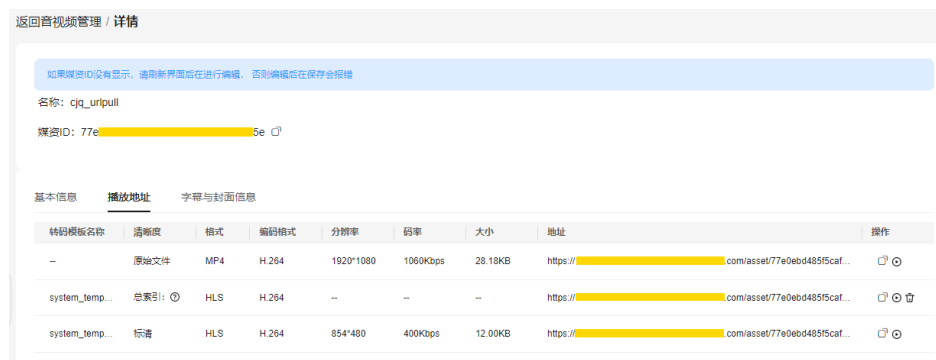 返回音视频管理 / 详情
如果媒资ID没有显示，请刷新界面后在进行编辑， 否则编辑后在保存会报错
名称：cjq_urlpull
媒资ID：77e 5e
基本信息 播放地址 字幕与封面信息
转码模板名称 清晰度 格式 编码格式 分辨率 码率 大小 地址 操作
-- 原始文件 MP4 H.264 1920*1080 1060Kbps 28.18KB https:// .com/asset/77e0ebd485f5caf...
system_temp... 总索引： HLS H.264 -- -- -- https:// .com/asset/77e0ebd485f5caf...
system_temp... 标清 HLS H.264 854*480 400Kbps 12.00KB https:// .com/asset/77e0ebd485f5caf...